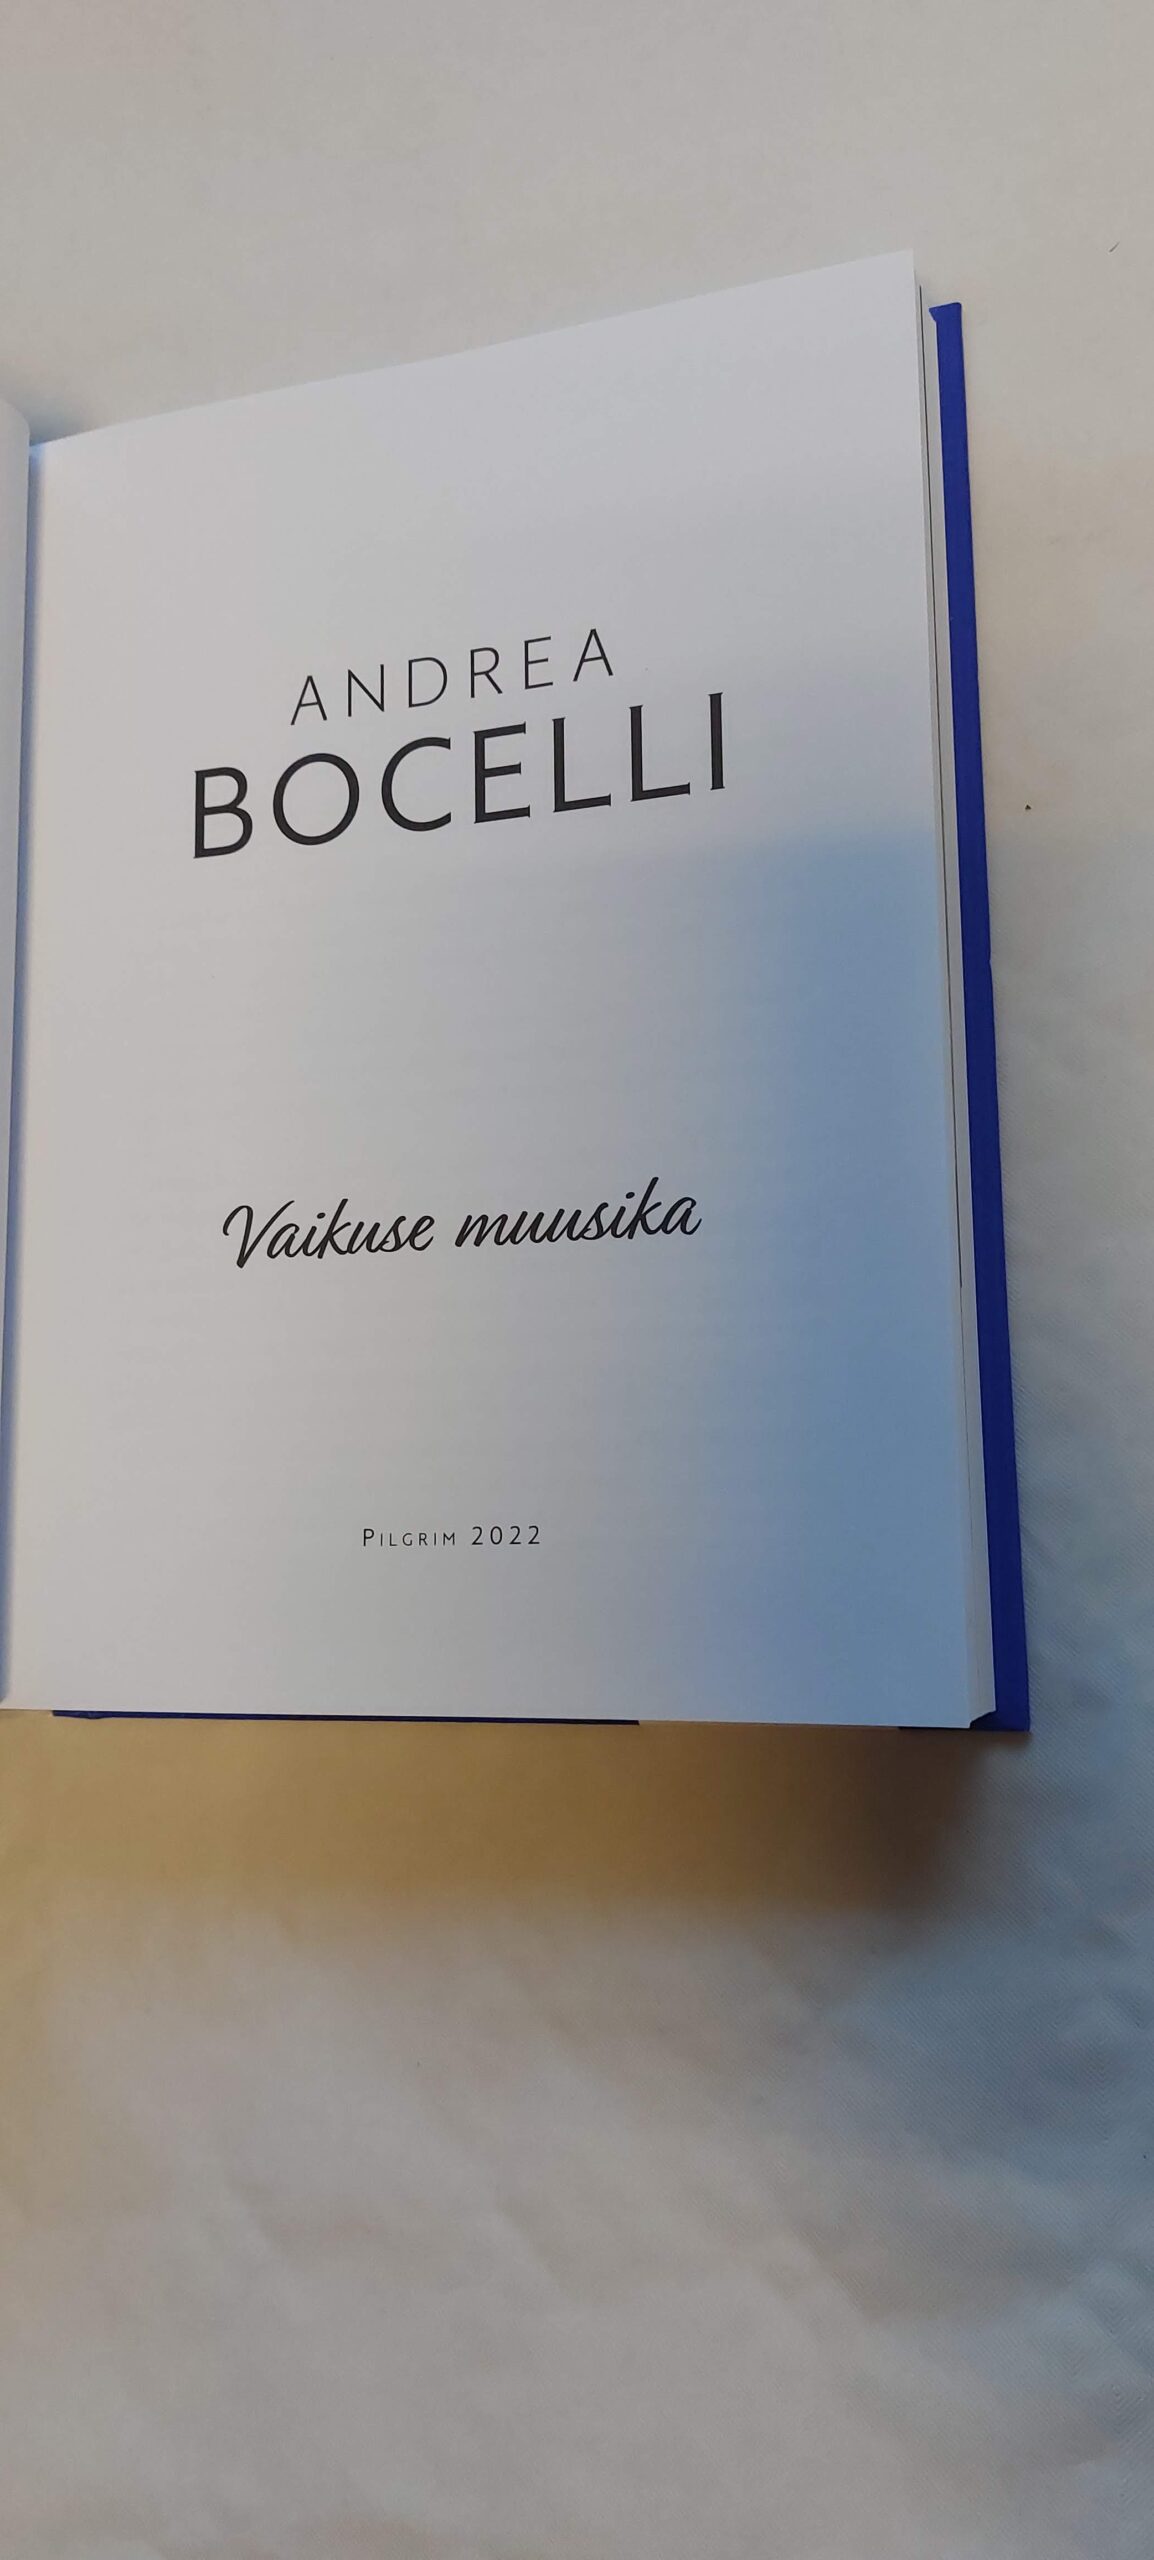 ANDREA
BOCELLI
Vaikuse muusika
PILGRIM 2022